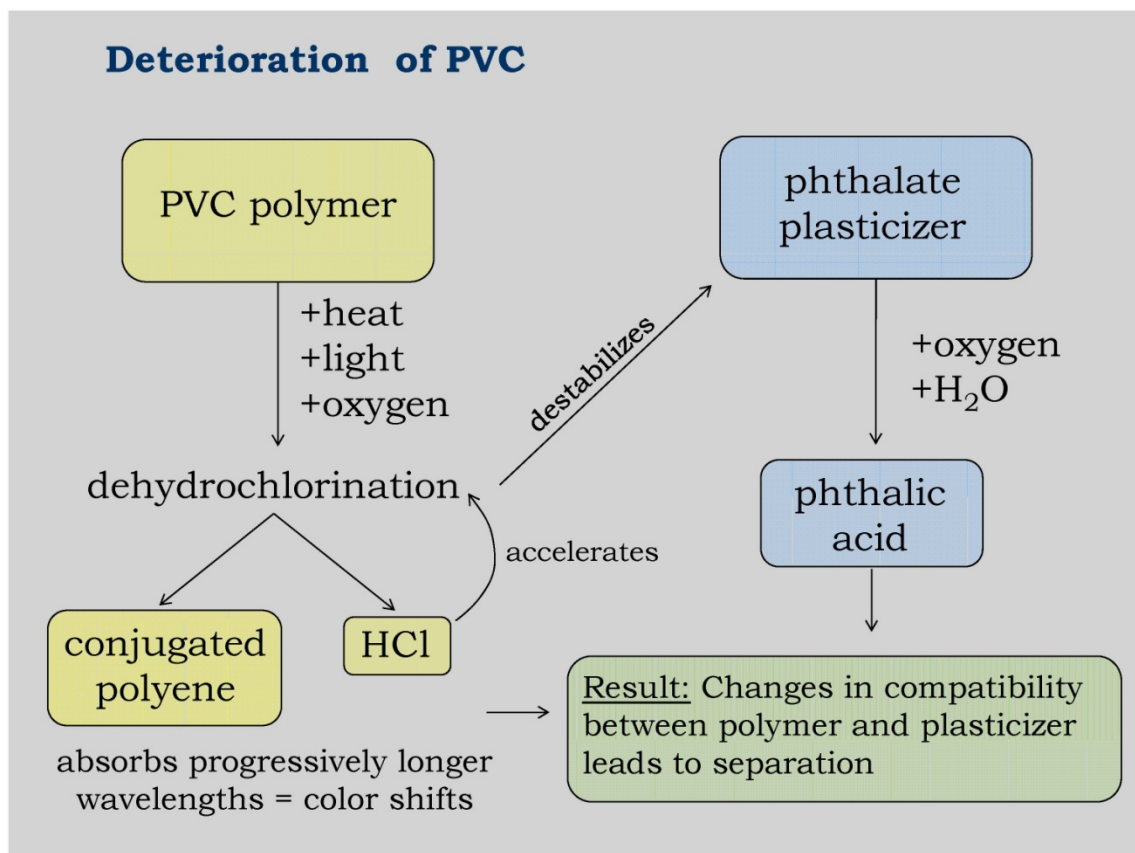 Deterioration of PVC
PVC polymer
+heat
+light
+oxygen
dehydrochlorination
accelerates
conjugated
polyene
HCl
absorbs progressively longer
wavelengths = color shifts
destabilizes
phthalate
plasticizer
+oxygen
+H₂O
phthalic
acid
Result: Changes in compatibility
between polymer and plasticizer
leads to separation